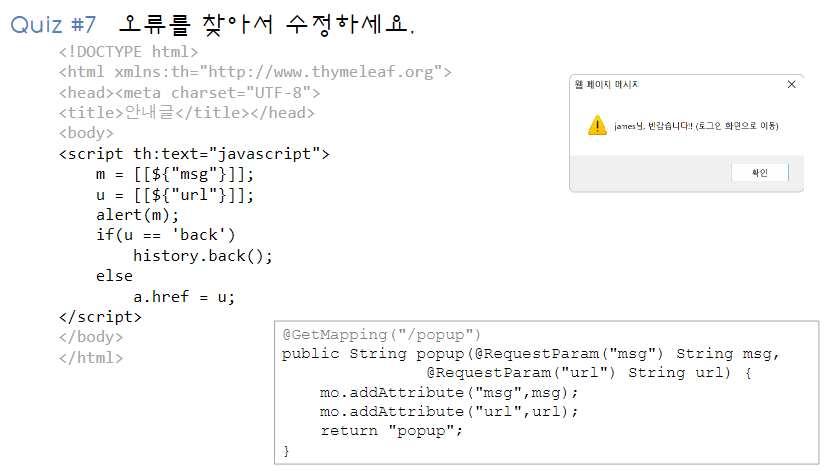 Quiz #7 오류를 찾아서 수정하세요.
<!DOCTYPE html>
<html xmlns:th="http://www.thymeleaf.org">
<head><meta charset="UTF-8">
<title>안내글</title></head>
<body>
<script th:text="javascript">
m = [[${"msg"}]];
u = [[${"url"}]];
alert(m);
if(u == 'back')
history.back();
else
a.href = u;
</script>
</body>
</html>
웹 페이지 메시지
james님, 반갑습니다!! (로그인 화면으로 이동)
확인
@GetMapping("/popup")
public String popup(@RequestParam("msg") String msg,
@RequestParam("url") String url) {
mo.addAttribute("msg",msg);
mo.addAttribute("url",url);
return "popup";
}